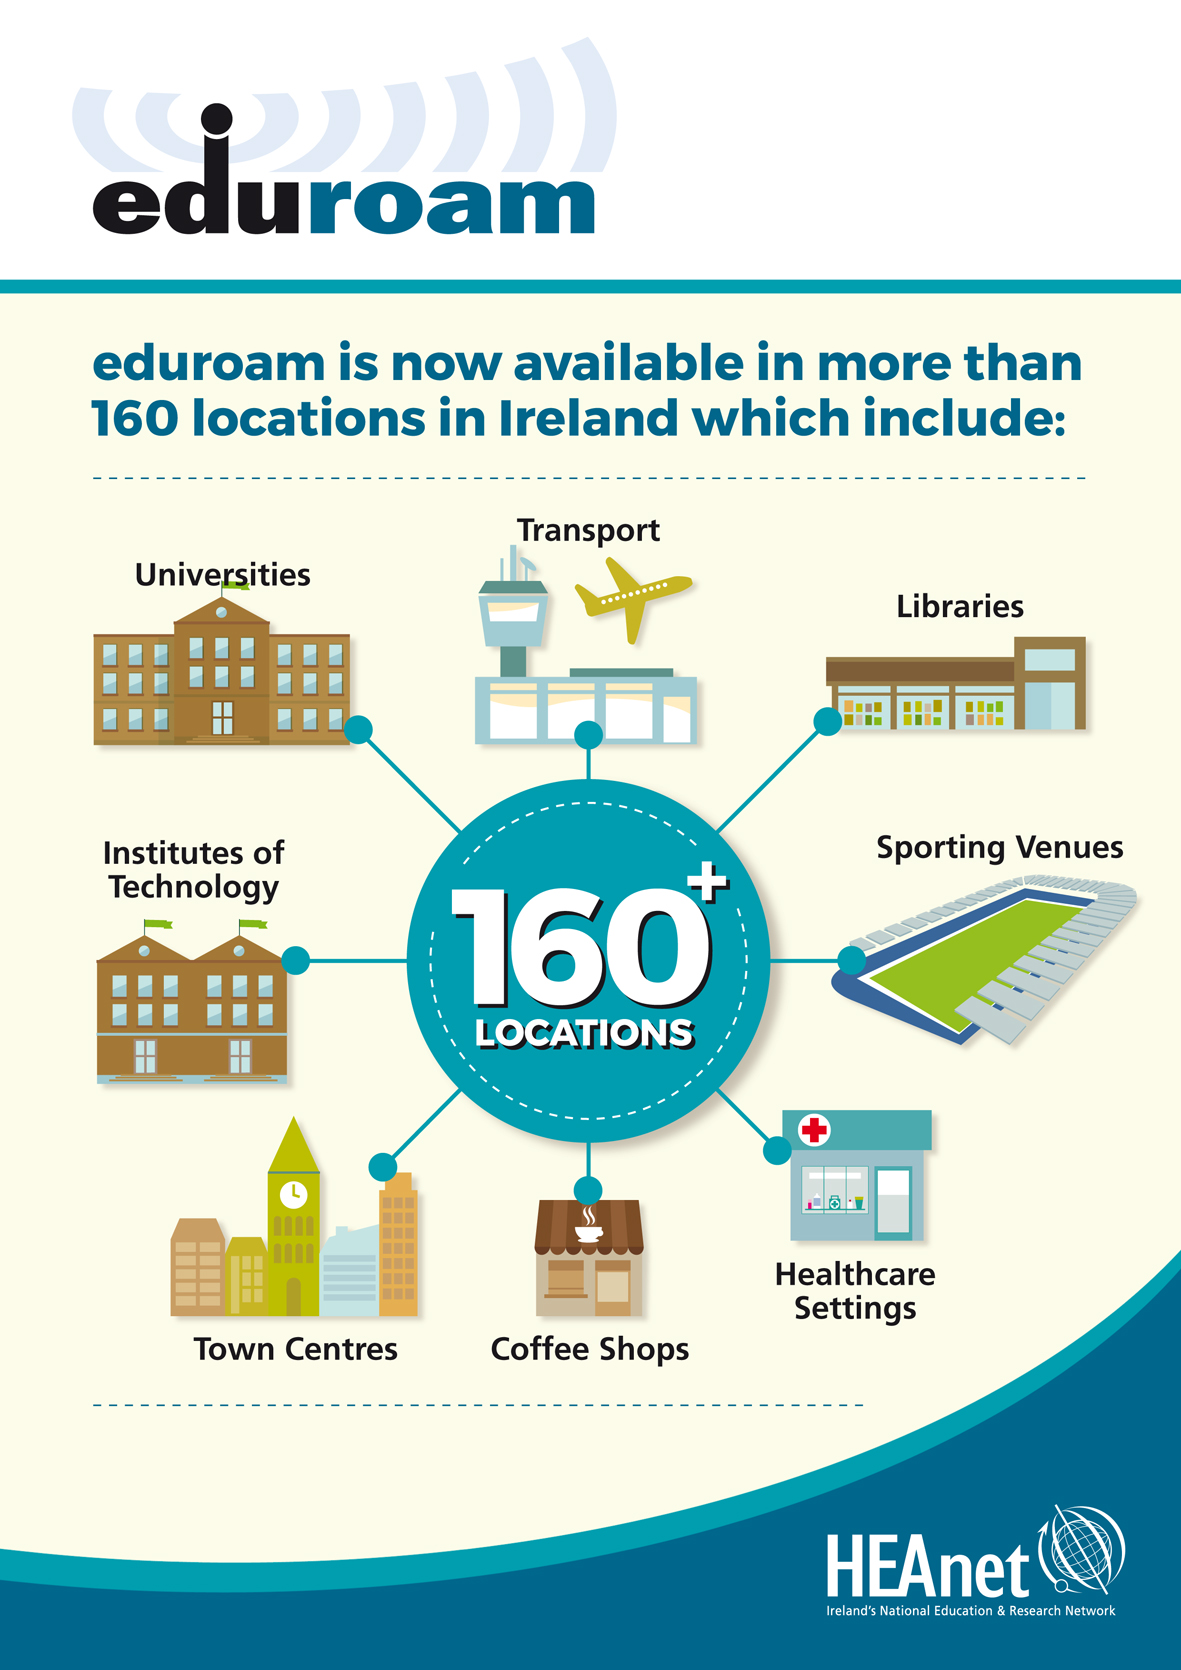 eduroam
eduroam is now available in more than
160 locations in Ireland which include:
Transport
Universities
Libraries
Institutes of
Technology
Sporting Venues
160+
LOCATIONS
Healthcare
Settings
Town Centres
Coffee Shops
HEAnet
Ireland's National Education & Research Network